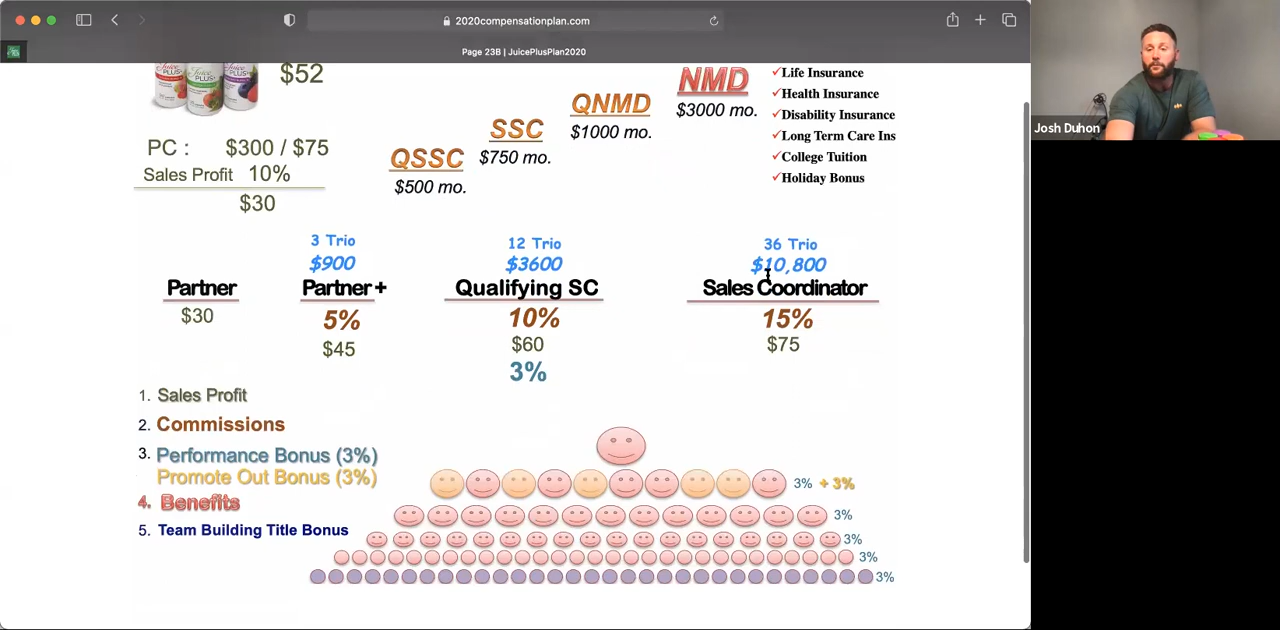 2020compensationplan.com
Page 23B | JuicePlusPlan2020
Juice PLUS+
$52
NMD
$3000 mo.
QNMD
$1000 mo.
SSC
$750 mo.
QSSC
$500 mo.
✓Life Insurance
✓Health Insurance
✓Disability Insurance
✓Long Term Care Ins
✓College Tuition
✓Holiday Bonus
PC : $300 / $75
Sales Profit 10%
$30
3 Trio
$900
12 Trio
$3600
36 Trio
$10,800
Partner
$30
Partner+
5%
$45
Qualifying SC
10%
$60
3%
Sales Coordinator
15%
$75
1. Sales Profit
2. Commissions
3. Performance Bonus (3%)
Promote Out Bonus (3%)
4. Benefits
5. Team Building Title Bonus
3% + 3%
3%
3%
3%
3%
Josh Duhon